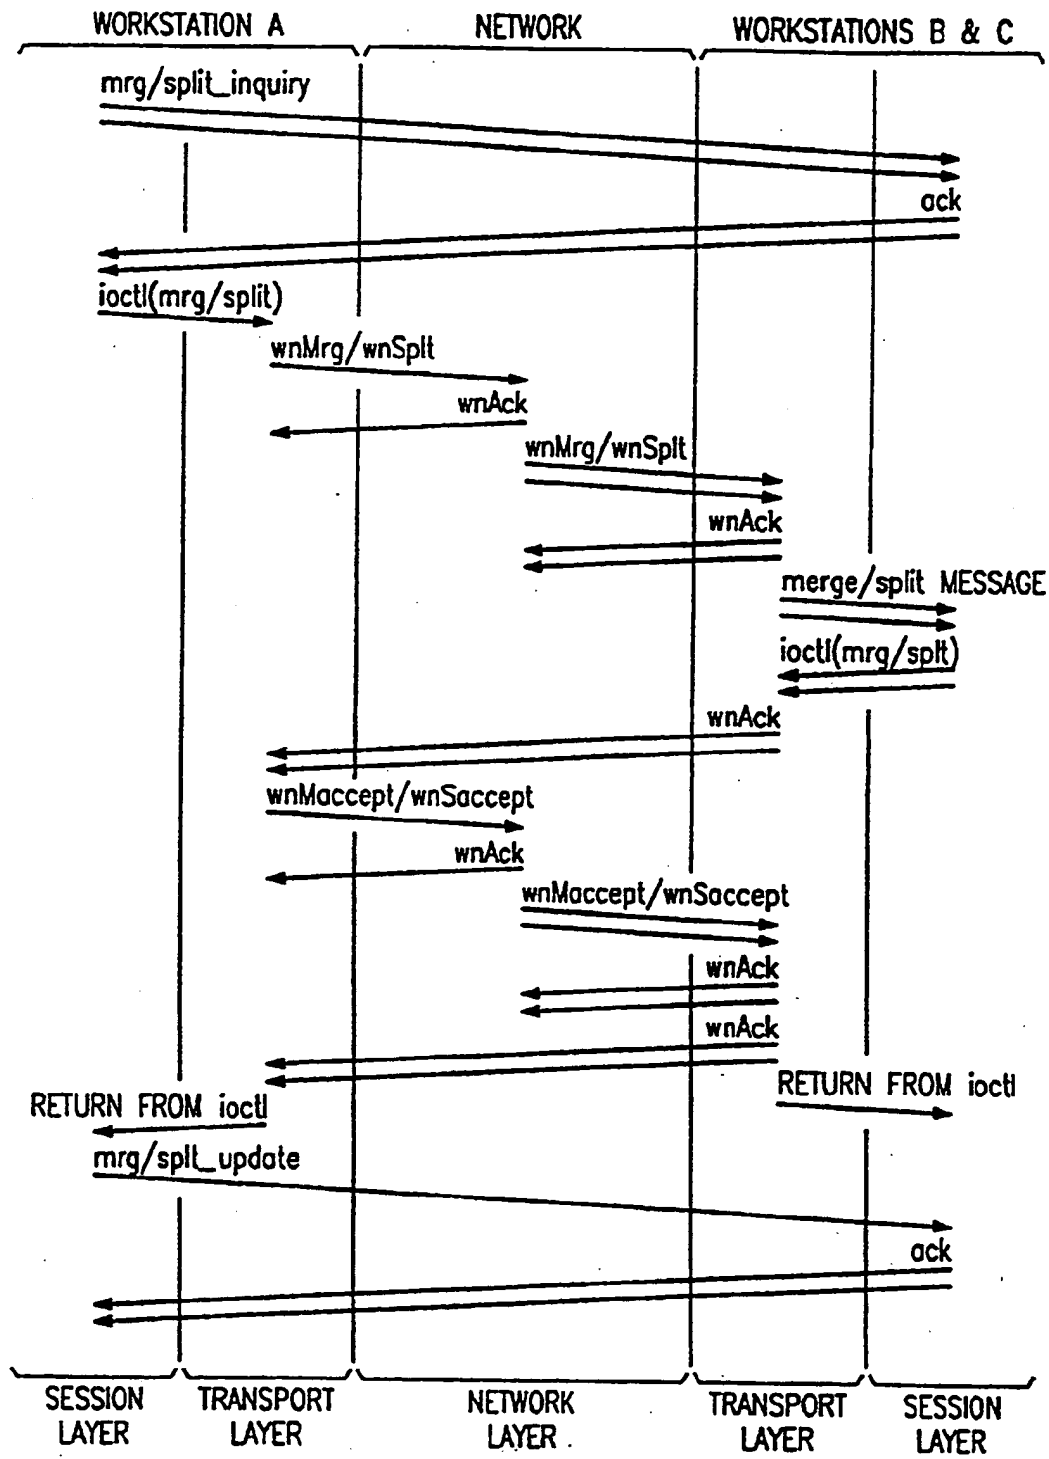 WORKSTATION A NETWORK WORKSTATIONS B & C
mrg/split_inquiry
ack
ioctl(mrg/split)
wnMrg/wnSplt
wnAck
wnMrg/wnSplt
wnAck
merge/split MESSAGE
ioctl(mrg/splt)
wnAck
wnMaccept/wnSaccept
wnAck
wnMaccept/wnSaccept
wnAck
wnAck
RETURN FROM ioctl
RETURN FROM ioctl
mrg/splt_update
ack
SESSION LAYER
TRANSPORT LAYER
NETWORK LAYER
TRANSPORT LAYER
SESSION LAYER